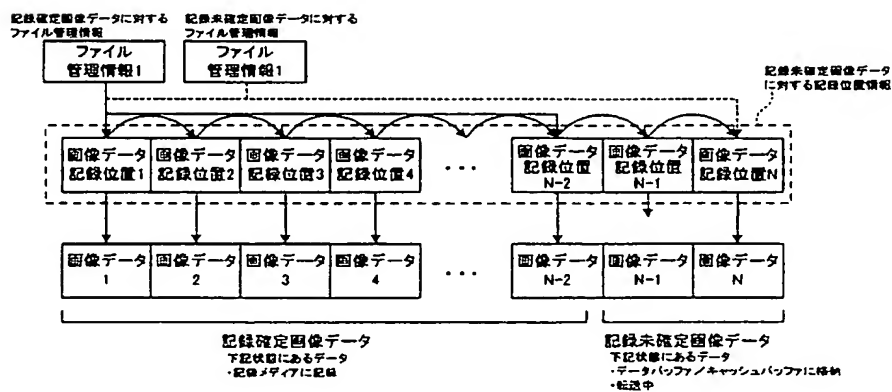 記録確定画像データに対する
ファイル管理情報
記録未確定画像データに対する
ファイル管理情報
ファイル
管理情報1
ファイル
管理情報1
記録未確定画像データ
に対する記録位置情報
画像データ
記録位置1
画像データ
記録位置2
画像データ
記録位置3
画像データ
記録位置4
・・・
画像データ
記録位置
N-2
画像データ
記録位置
N-1
画像データ
記録位置N
画像データ
1
画像データ
2
画像データ
3
画像データ
4
・・・
画像データ
N-2
画像データ
N-1
画像データ
N
記録確定画像データ
下記状態にあるデータ
・記録メディアに記録
記録未確定画像データ
下記状態にあるデータ
・データバッファ/キャッシュバッファに格納
・転送中